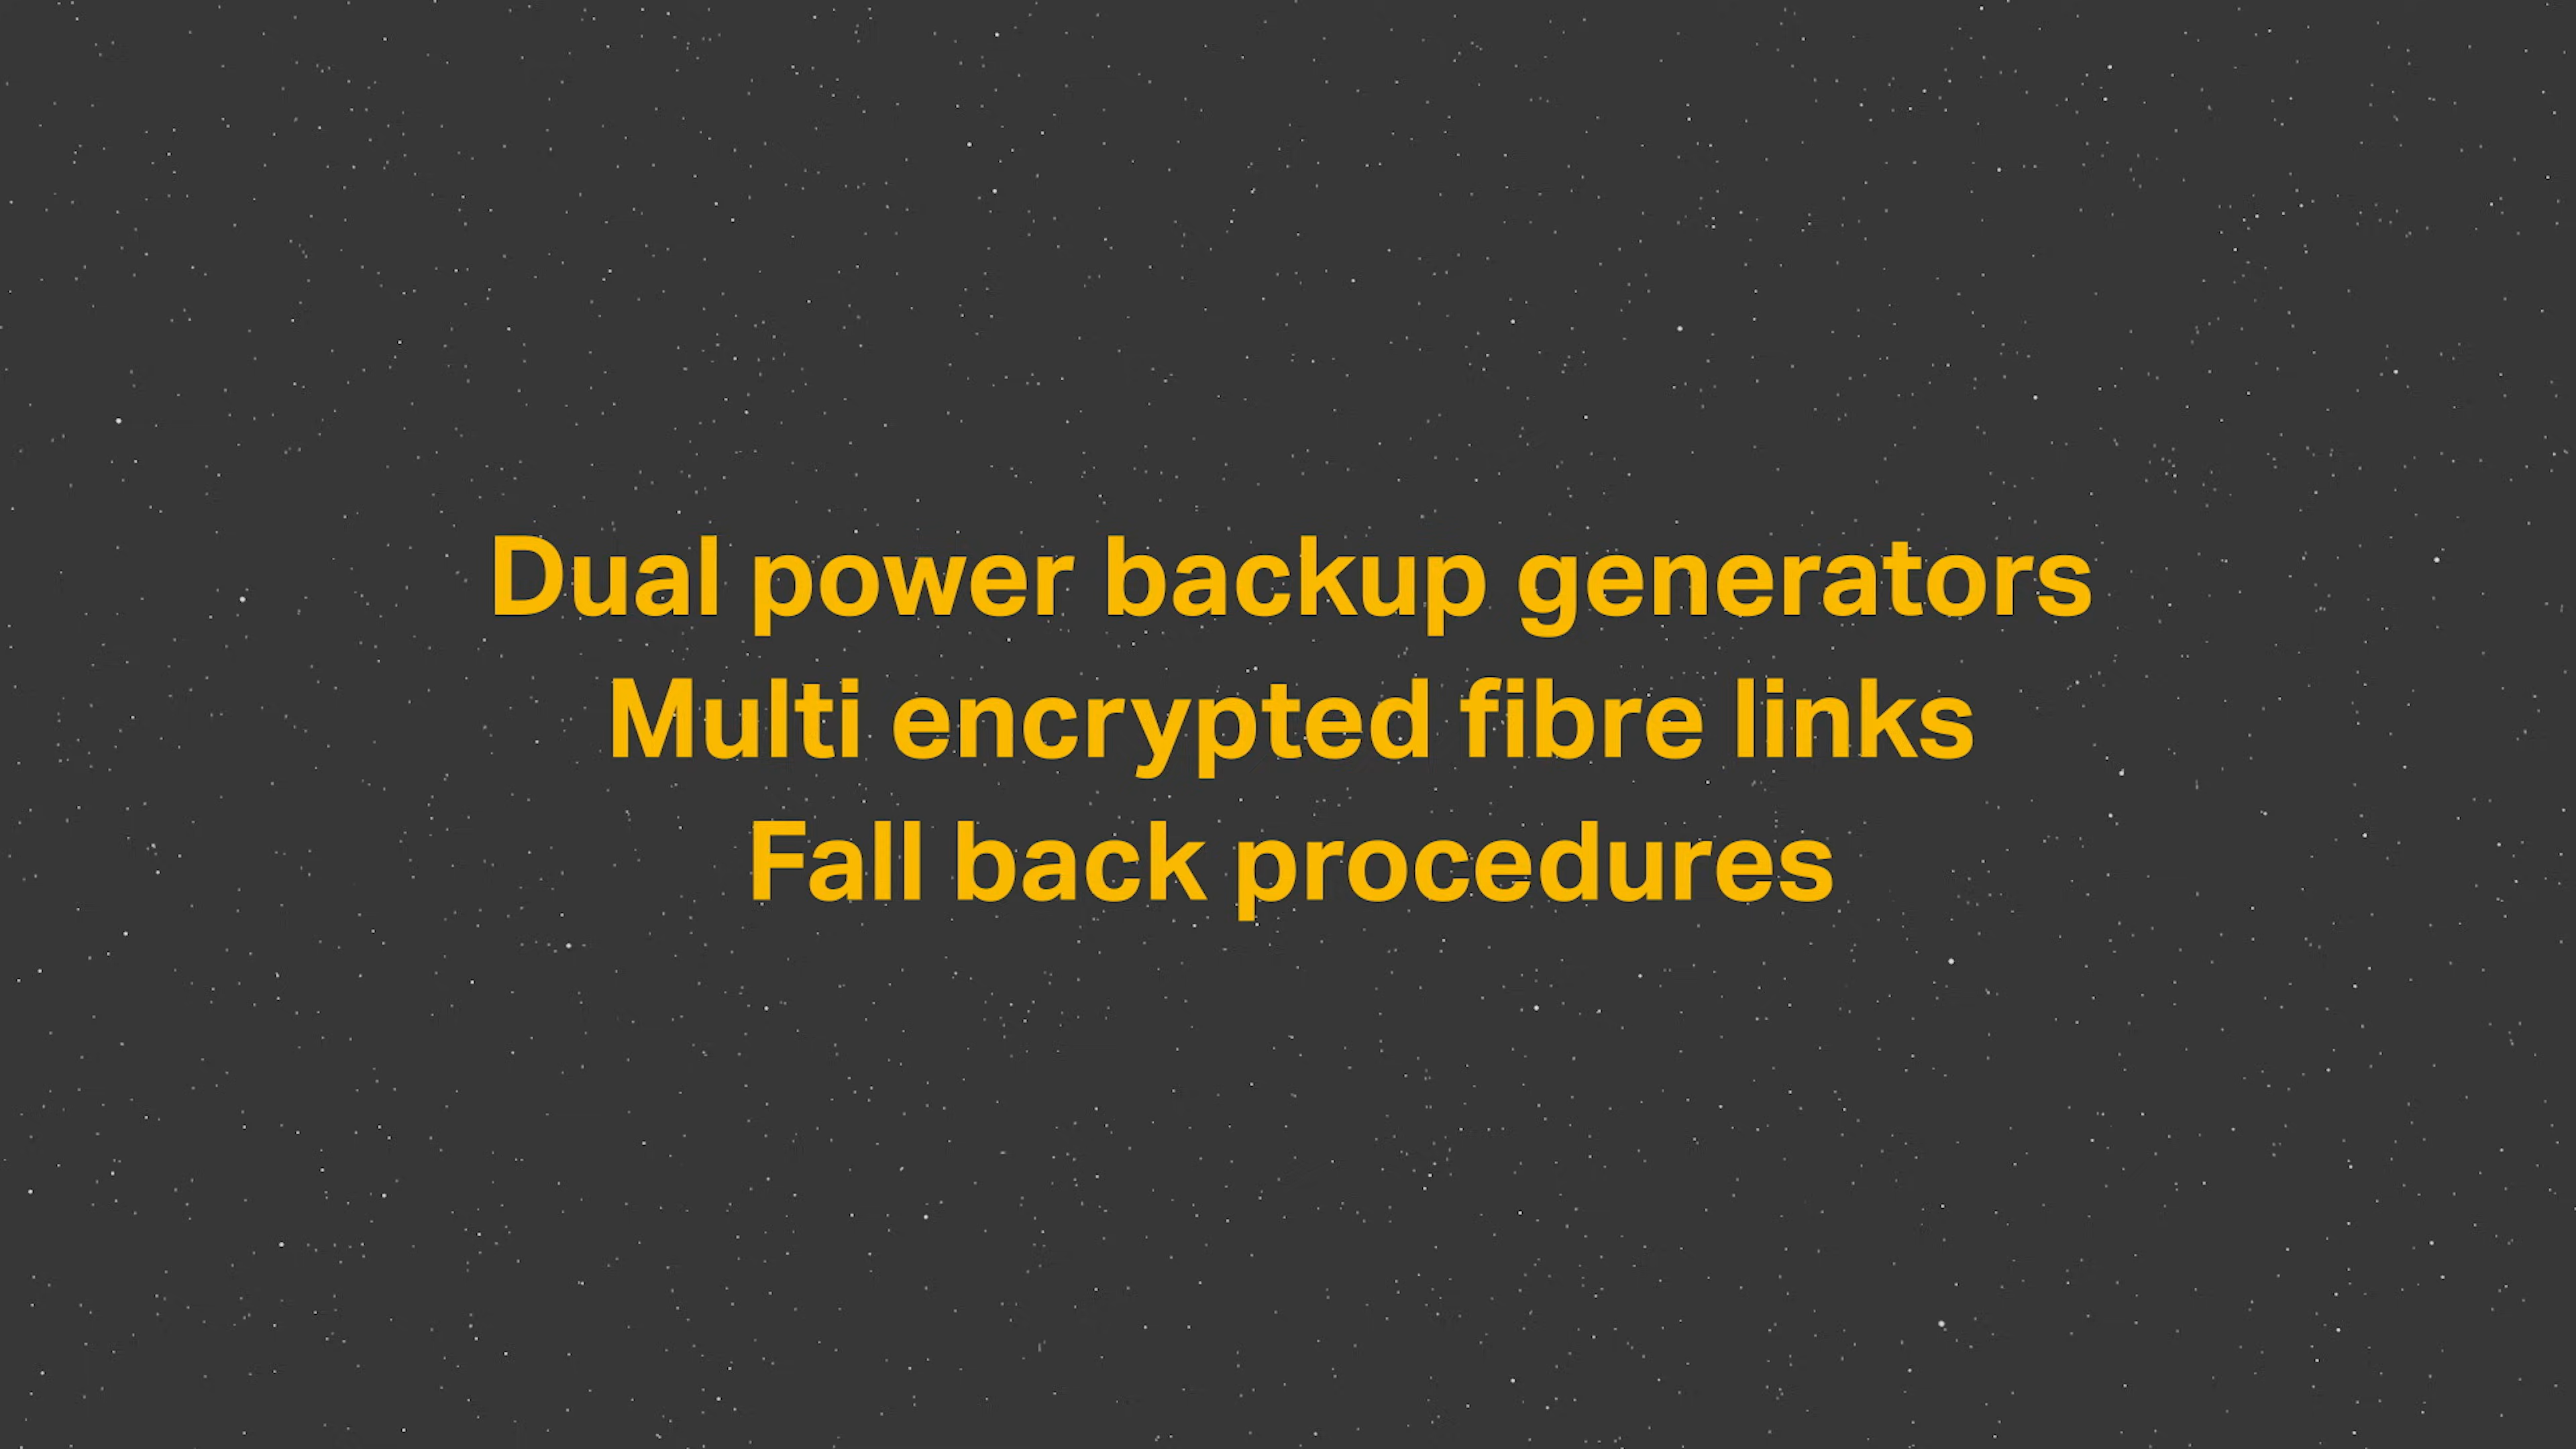 Dual power backup generators
Multi encrypted fibre links
Fall back procedures